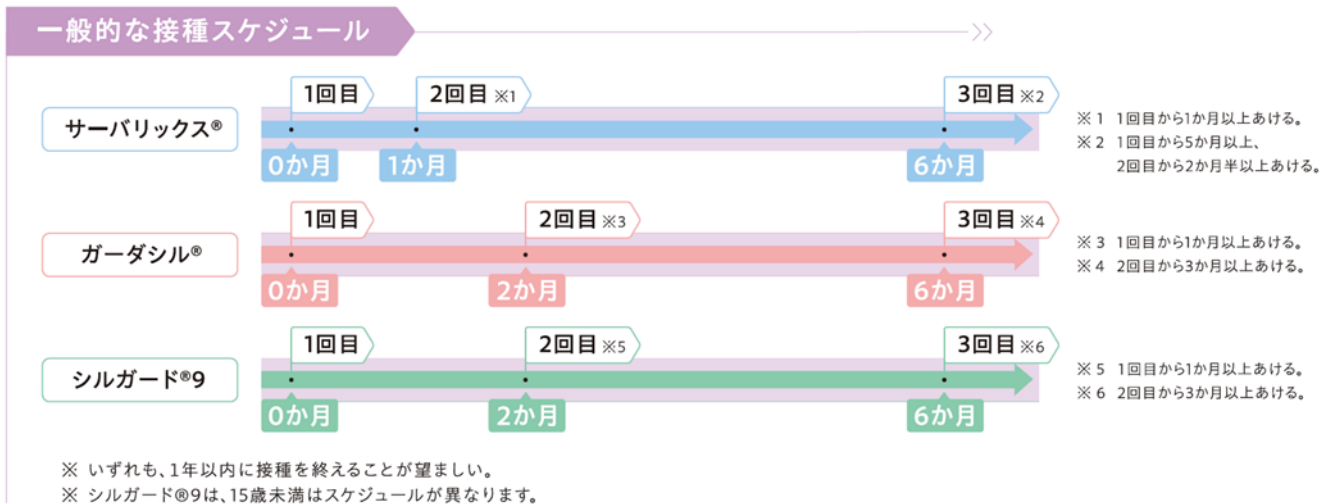 一般的な接種スケジュール
サーバリックス®
1回目
2回目 ※1
3回目 ※2
0か月
1か月
6か月
※1 1回目から1か月以上あける。
※2 1回目から5か月以上、
2回目から2か月半以上あける。
ガーダシル®
1回目
2回目 ※3
3回目 ※4
0か月
2か月
6か月
※3 1回目から1か月以上あける。
※4 2回目から3か月以上あける。
シルガード®9
1回目
2回目 ※5
3回目 ※6
0か月
2か月
6か月
※5 1回目から1か月以上あける。
※6 2回目から3か月以上あける。
※ いずれも、1年以内に接種を終えることが望ましい。
※ シルガード®9は、15歳未満はスケジュールが異なります。